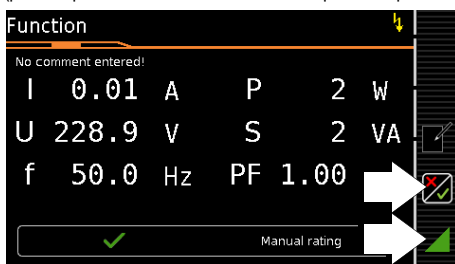 Function
No comment entered!
I 0.01 A P 2 W
U 228.9 V S 2 VA
f 50.0 Hz PF 1.00
Manual rating